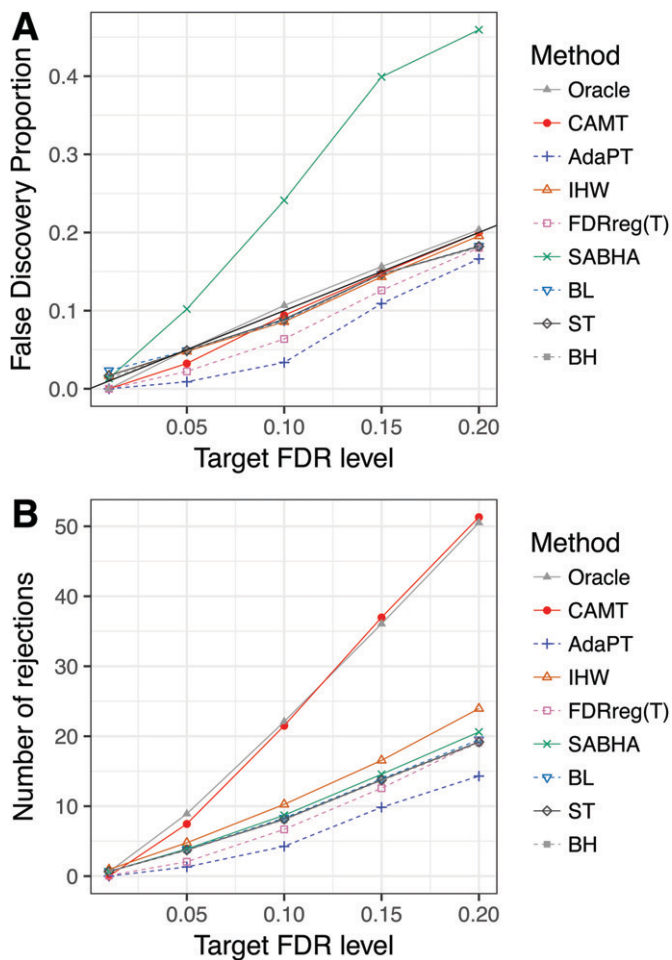 A
False Discovery Proportion
0.4
0.3
0.2
0.1
0.0
0.05
0.10
0.15
0.20
Target FDR level
Method
Oracle
CAMT
AdaPT
IHW
FDRreg(T)
SABHA
BL
ST
BH
B
Number of rejections
50
40
30
20
10
0
0.05
0.10
0.15
0.20
Target FDR level
Method
Oracle
CAMT
AdaPT
IHW
FDRreg(T)
SABHA
BL
ST
BH